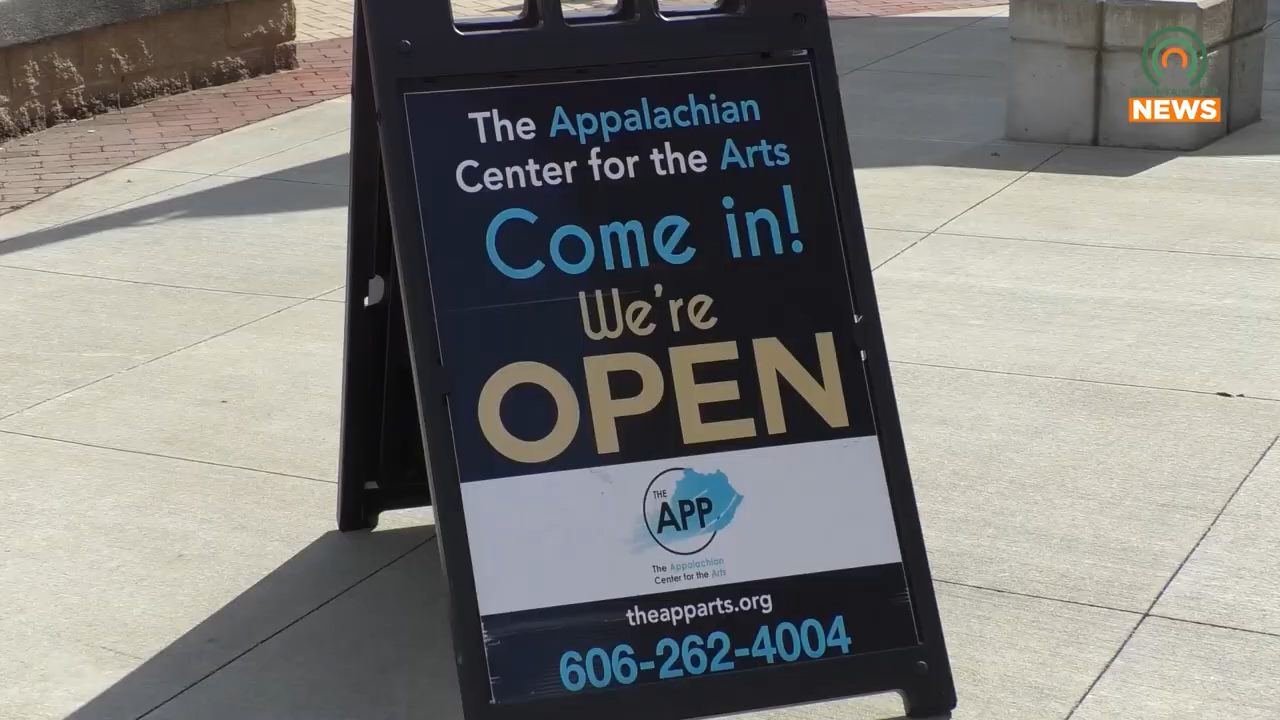 The Appalachian
Center for the Arts
Come in!
We're
OPEN
THE
APP
The Appalachian
Center for the Arts
theapparts.org
606-262-4004
NEWS